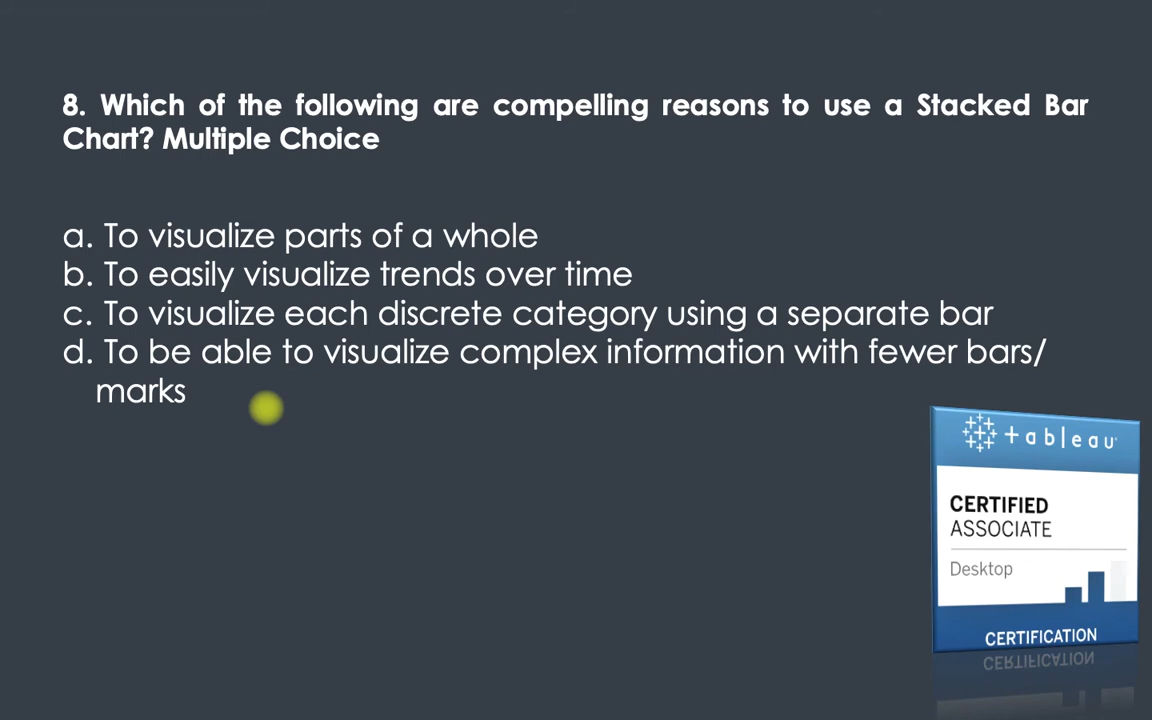 8. Which of the following are compelling reasons to use a Stacked Bar
Chart? Multiple Choice
a. To visualize parts of a whole
b. To easily visualize trends over time
c. To visualize each discrete category using a separate bar
d. To be able to visualize complex information with fewer bars/
marks
+ableau
CERTIFIED
ASSOCIATE
Desktop
CERTIFICATION